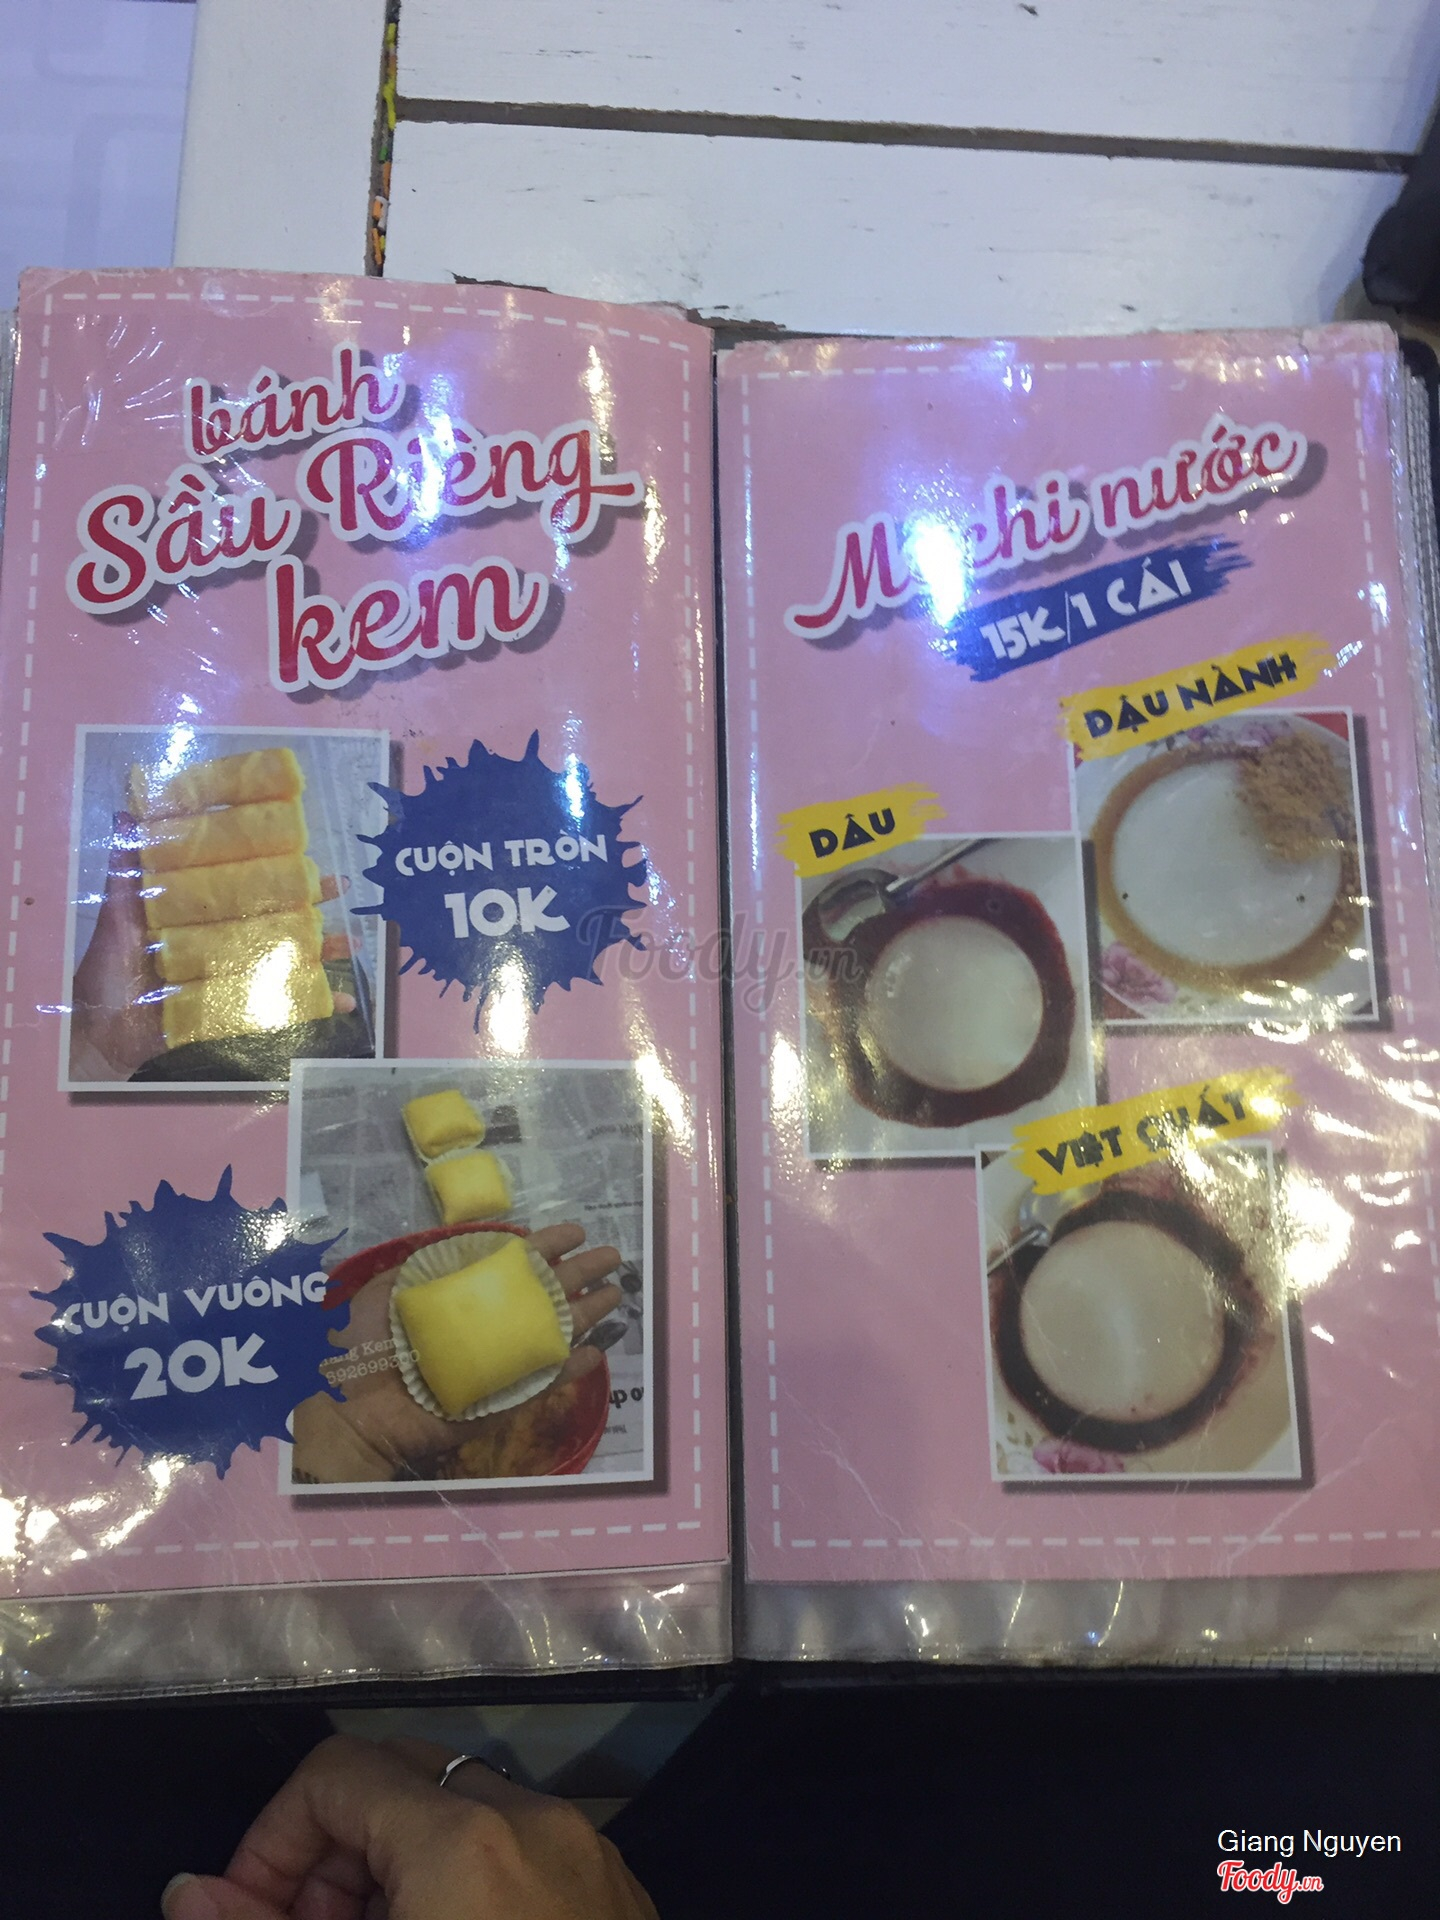 bánh
Sầu Riêng
kem
CUỘN TRÒN
10K
CUỘN VUÔNG
20K
Mochi nước
15K/1 CÁI
ĐẬU NÀNH
DÂU
VIỆT QUẤT
Foody.vn
Giang Nguyen
Foody.vn